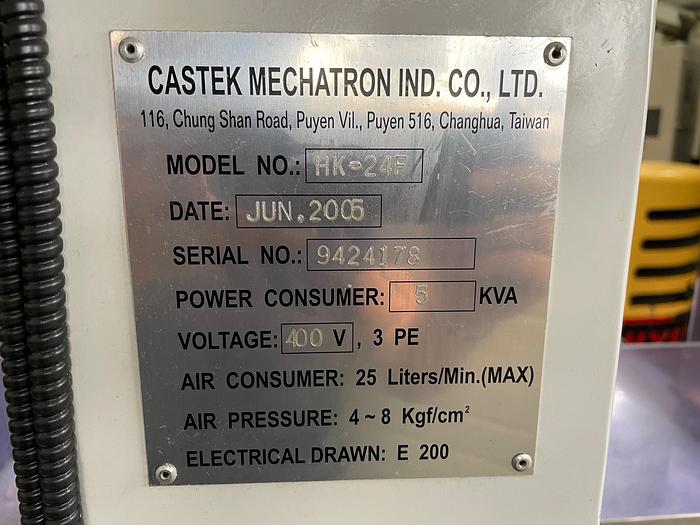 CASTEK MECHATRON IND. CO., LTD.
116, Chung Shan Road, Puyen Vil., Puyen 516, Changhua, Taiwan
MODEL NO.: HK-24F
DATE: JUN,2005
SERIAL NO.: 9424178
POWER CONSUMER: 5 KVA
VOLTAGE: 400 V, 3 PE
AIR CONSUMER: 25 Liters/Min.(MAX)
AIR PRESSURE: 4~8 Kgf/cm²
ELECTRICAL DRAWN: E 200